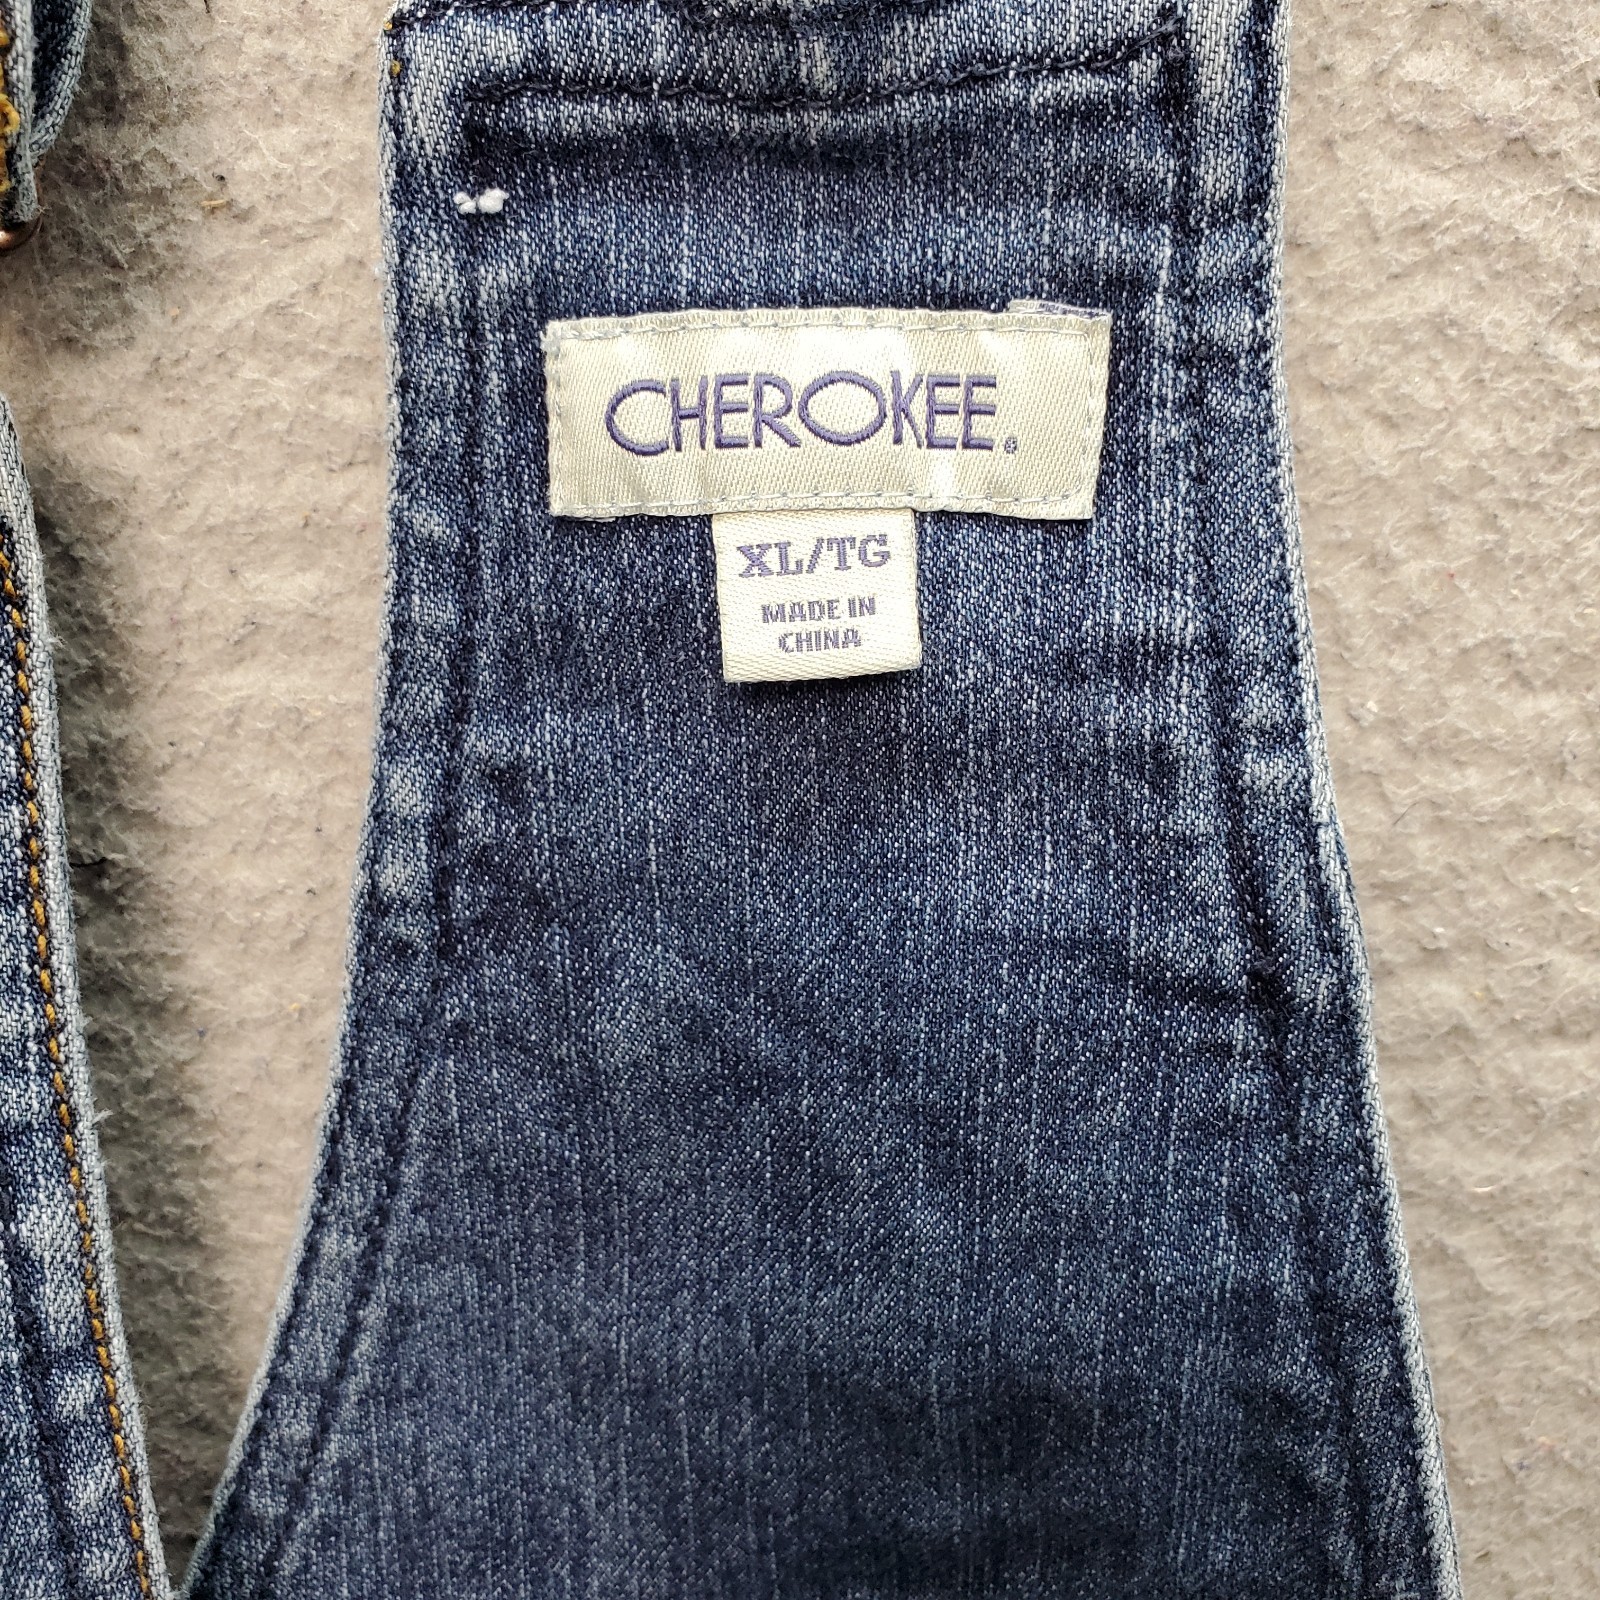 CHEROKEE.
XL/TG
MADE IN
CHINA